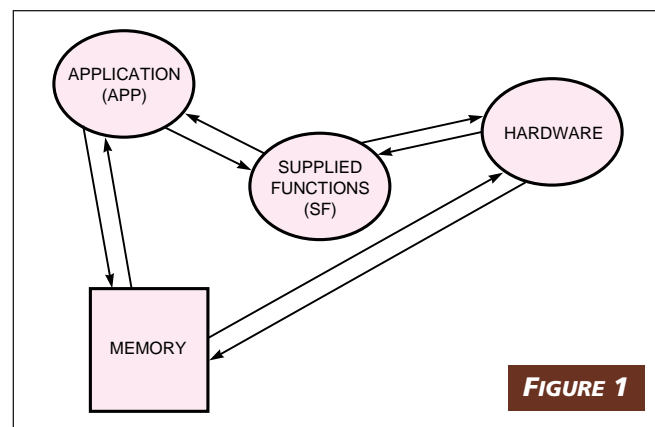 APPLICATION
(APP)
HARDWARE
SUPPLIED
FUNCTIONS
(SF)
MEMORY
FIGURE 1